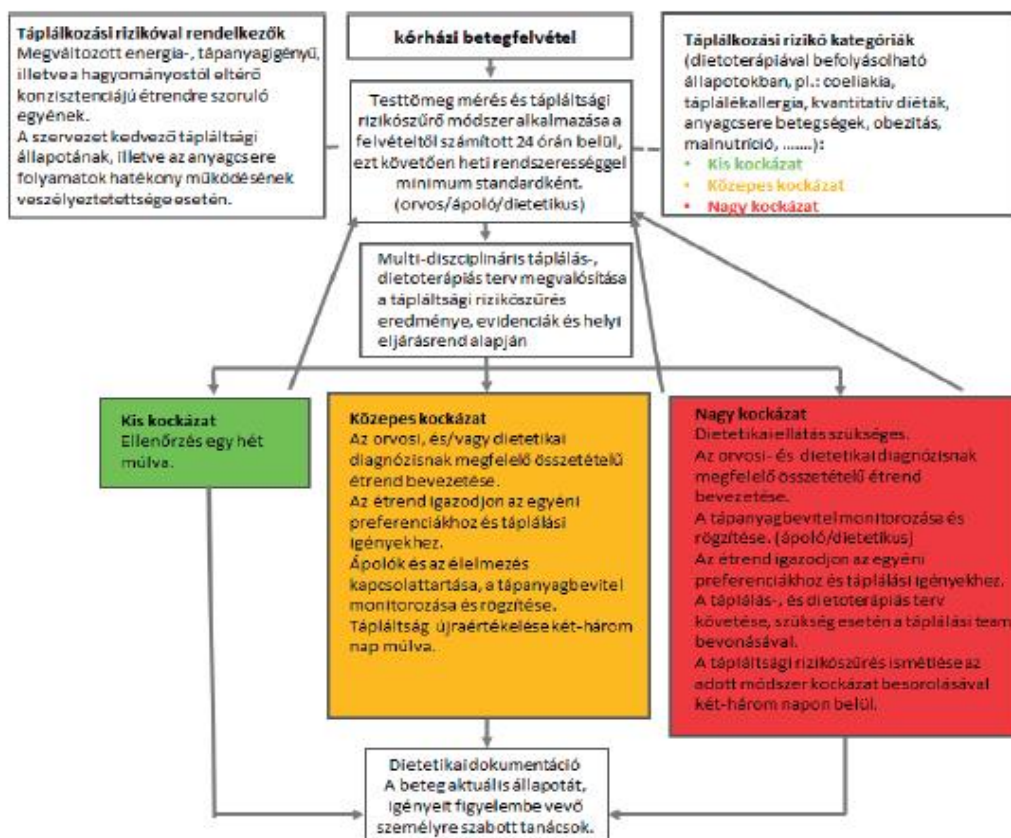 Táplálkozási rizikóval rendelkezők
Megváltozott energia-, tápanyagigényű,
illetve a hagyományostól eltérő
konzisztenciájú étrendre szoruló
egyének.
A szervezet kedvező tápláltsági
állapotának, illetve az anyagcsere
folyamatok hatékony működésének
veszélyeztetettsége esetén.
kórházi betegfelvétel
Testtömeg mérés és tápláltsági
rizikószűrő módszer alkalmazása a
felvételtől számított 24 órán belül,
ezt követően heti rendszerességgel
minimum standardként.
(orvos/ápoló/dietetikus)
Táplálkozási rizikó kategóriák
(dietoterápiával befolyásolható
állapotokban, pl.: coeliakia,
táplálékallergia, kvantitatív diéták,
anyagcsere betegségek, obezitás,
malnutríció, .......):
• Kis kockázat
• Közepes kockázat
• Nagy kockázat
Multi-diszciplináris táplálás-,
dietoterápiás terv megvalósítása
a tápláltsági rizikószűrés
eredménye, evidenciák és helyi
eljárásrend alapján
Kis kockázat
Ellenőrzés egy hét
múlva.
Közepes kockázat
Az orvosi, és/vagy dietetikai
diagnózisnak megfelelő összetételű
étrend bevezetése.
Az étrend igazodjon az egyéni
preferenciákhoz és táplálási
igényekhez.
Ápolók és az élelmezés
kapcsolattartása, a tápanyagbevitel
monitorozása és rögzítése.
Tápláltság újraértékelése két-három
nap múlva.
Nagy kockázat
Dietetikai ellátás szükséges.
Az orvosi- és dietetikai diagnózisnak
megfelelő összetételű étrend
bevezetése.
A tápanyagbevitel monitorozása és
rögzítése. (ápoló/dietetikus)
Az étrend igazodjon az egyéni
preferenciákhoz és táplálási igényekhez.
A táplálás-, és dietoterápiás terv
követése, szükség esetén a táplálási team
bevonásával.
A tápláltsági rizikószűrés ismétlése az
adott módszer kockázat besorolásával
két-három napon belül.
Dietetikai dokumentáció
A beteg aktuális állapotát,
igényeit figyelembe vevő
személyre szabott tanácsok.